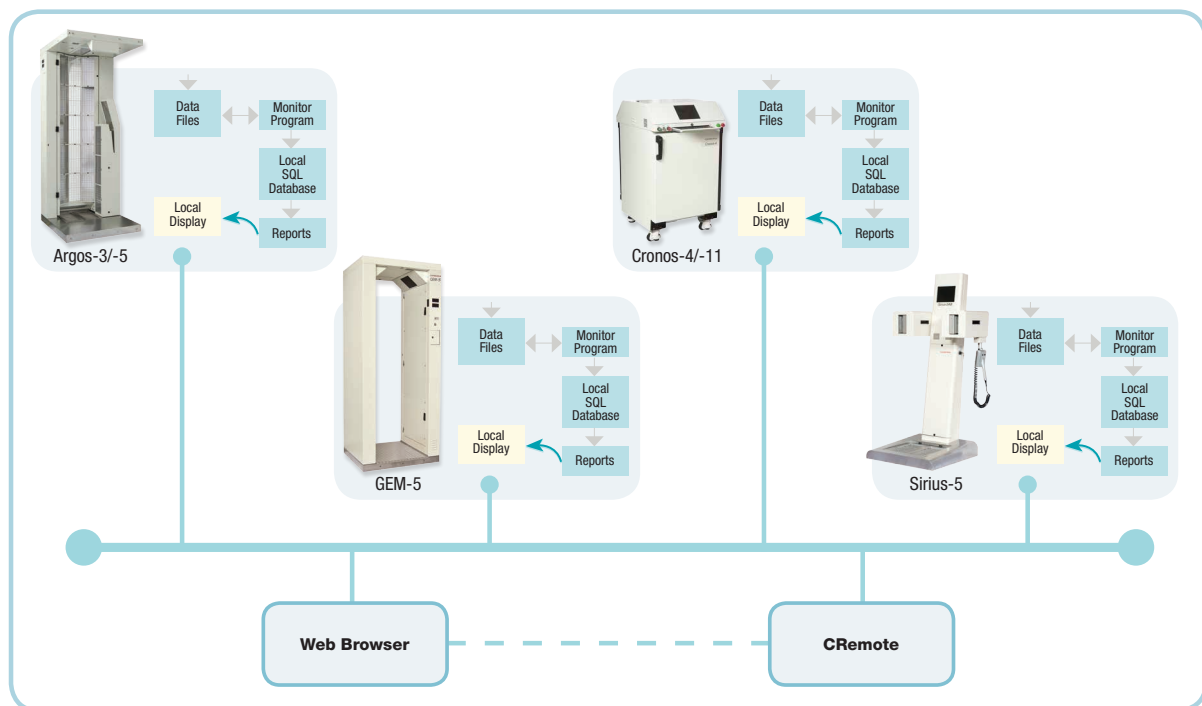 Data
Files
Monitor
Program
Local
SQL
Database
Local
Display
Reports
Argos-3/-5
Data
Files
Monitor
Program
Local
SQL
Database
Local
Display
Reports
Cronos-4/-11
Data
Files
Monitor
Program
Local
SQL
Database
Local
Display
Reports
GEM-5
Data
Files
Monitor
Program
Local
SQL
Database
Local
Display
Reports
Sirius-5
Web Browser
CRemote